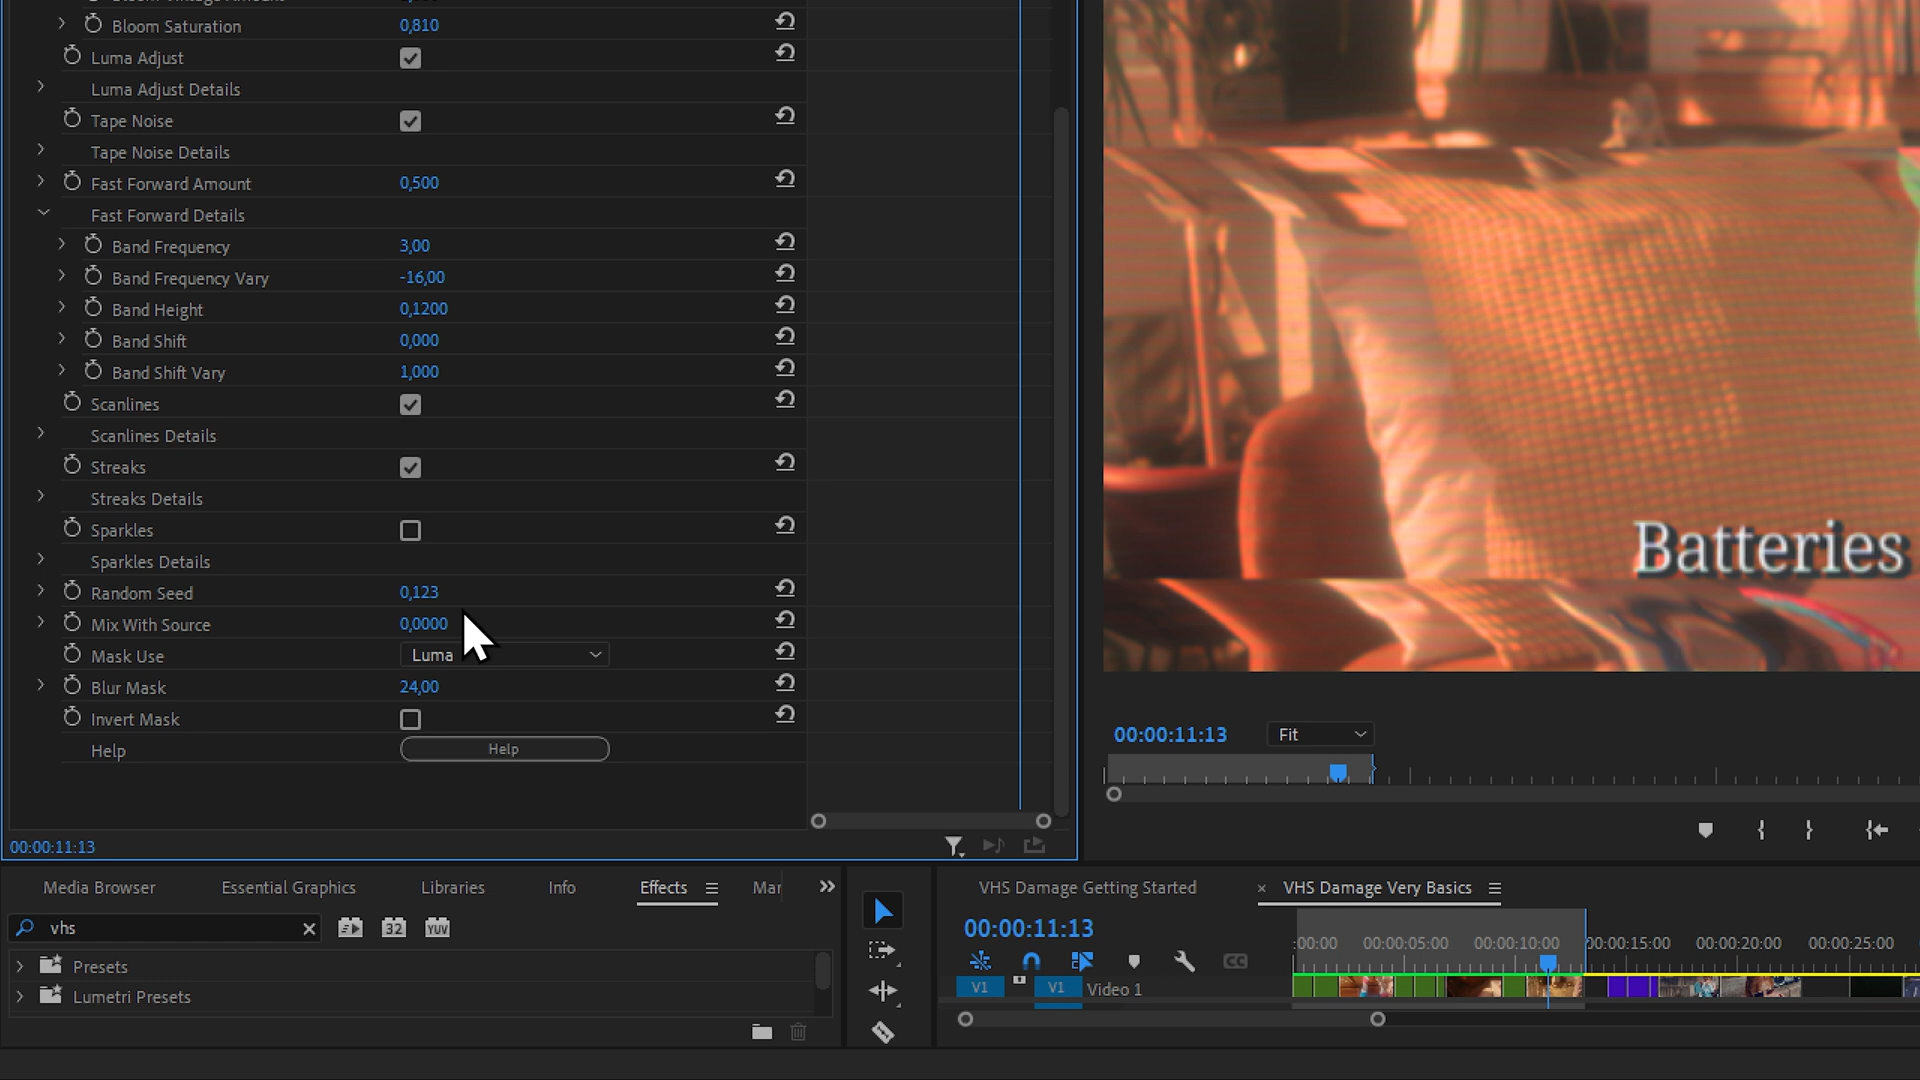 Bloom Saturation 0,810
Luma Adjust
Luma Adjust Details
Tape Noise
Tape Noise Details
Fast Forward Amount 0,500
Fast Forward Details
Band Frequency 3,00
Band Frequency Vary -16,00
Band Height 0,1200
Band Shift 0,000
Band Shift Vary 1,000
Scanlines
Scanlines Details
Streaks
Streaks Details
Sparkles
Sparkles Details
Random Seed 0,123
Mix With Source 0,0000
Mask Use Luma
Blur Mask 24,00
Invert Mask
Help Help
00:00:11:13
Batteries
00:00:11:13 Fit
Media Browser Essential Graphics Libraries Info Effects Mar
vhs 32 YUV
Presets
Lumetri Presets
VHS Damage Getting Started × VHS Damage Very Basics
00:00:11:13
:00:00 00:00:05:00 00:00:10:00 00:00:15:00 00:00:20:00 00:00:25:00
CC
V1 V1 Video 1